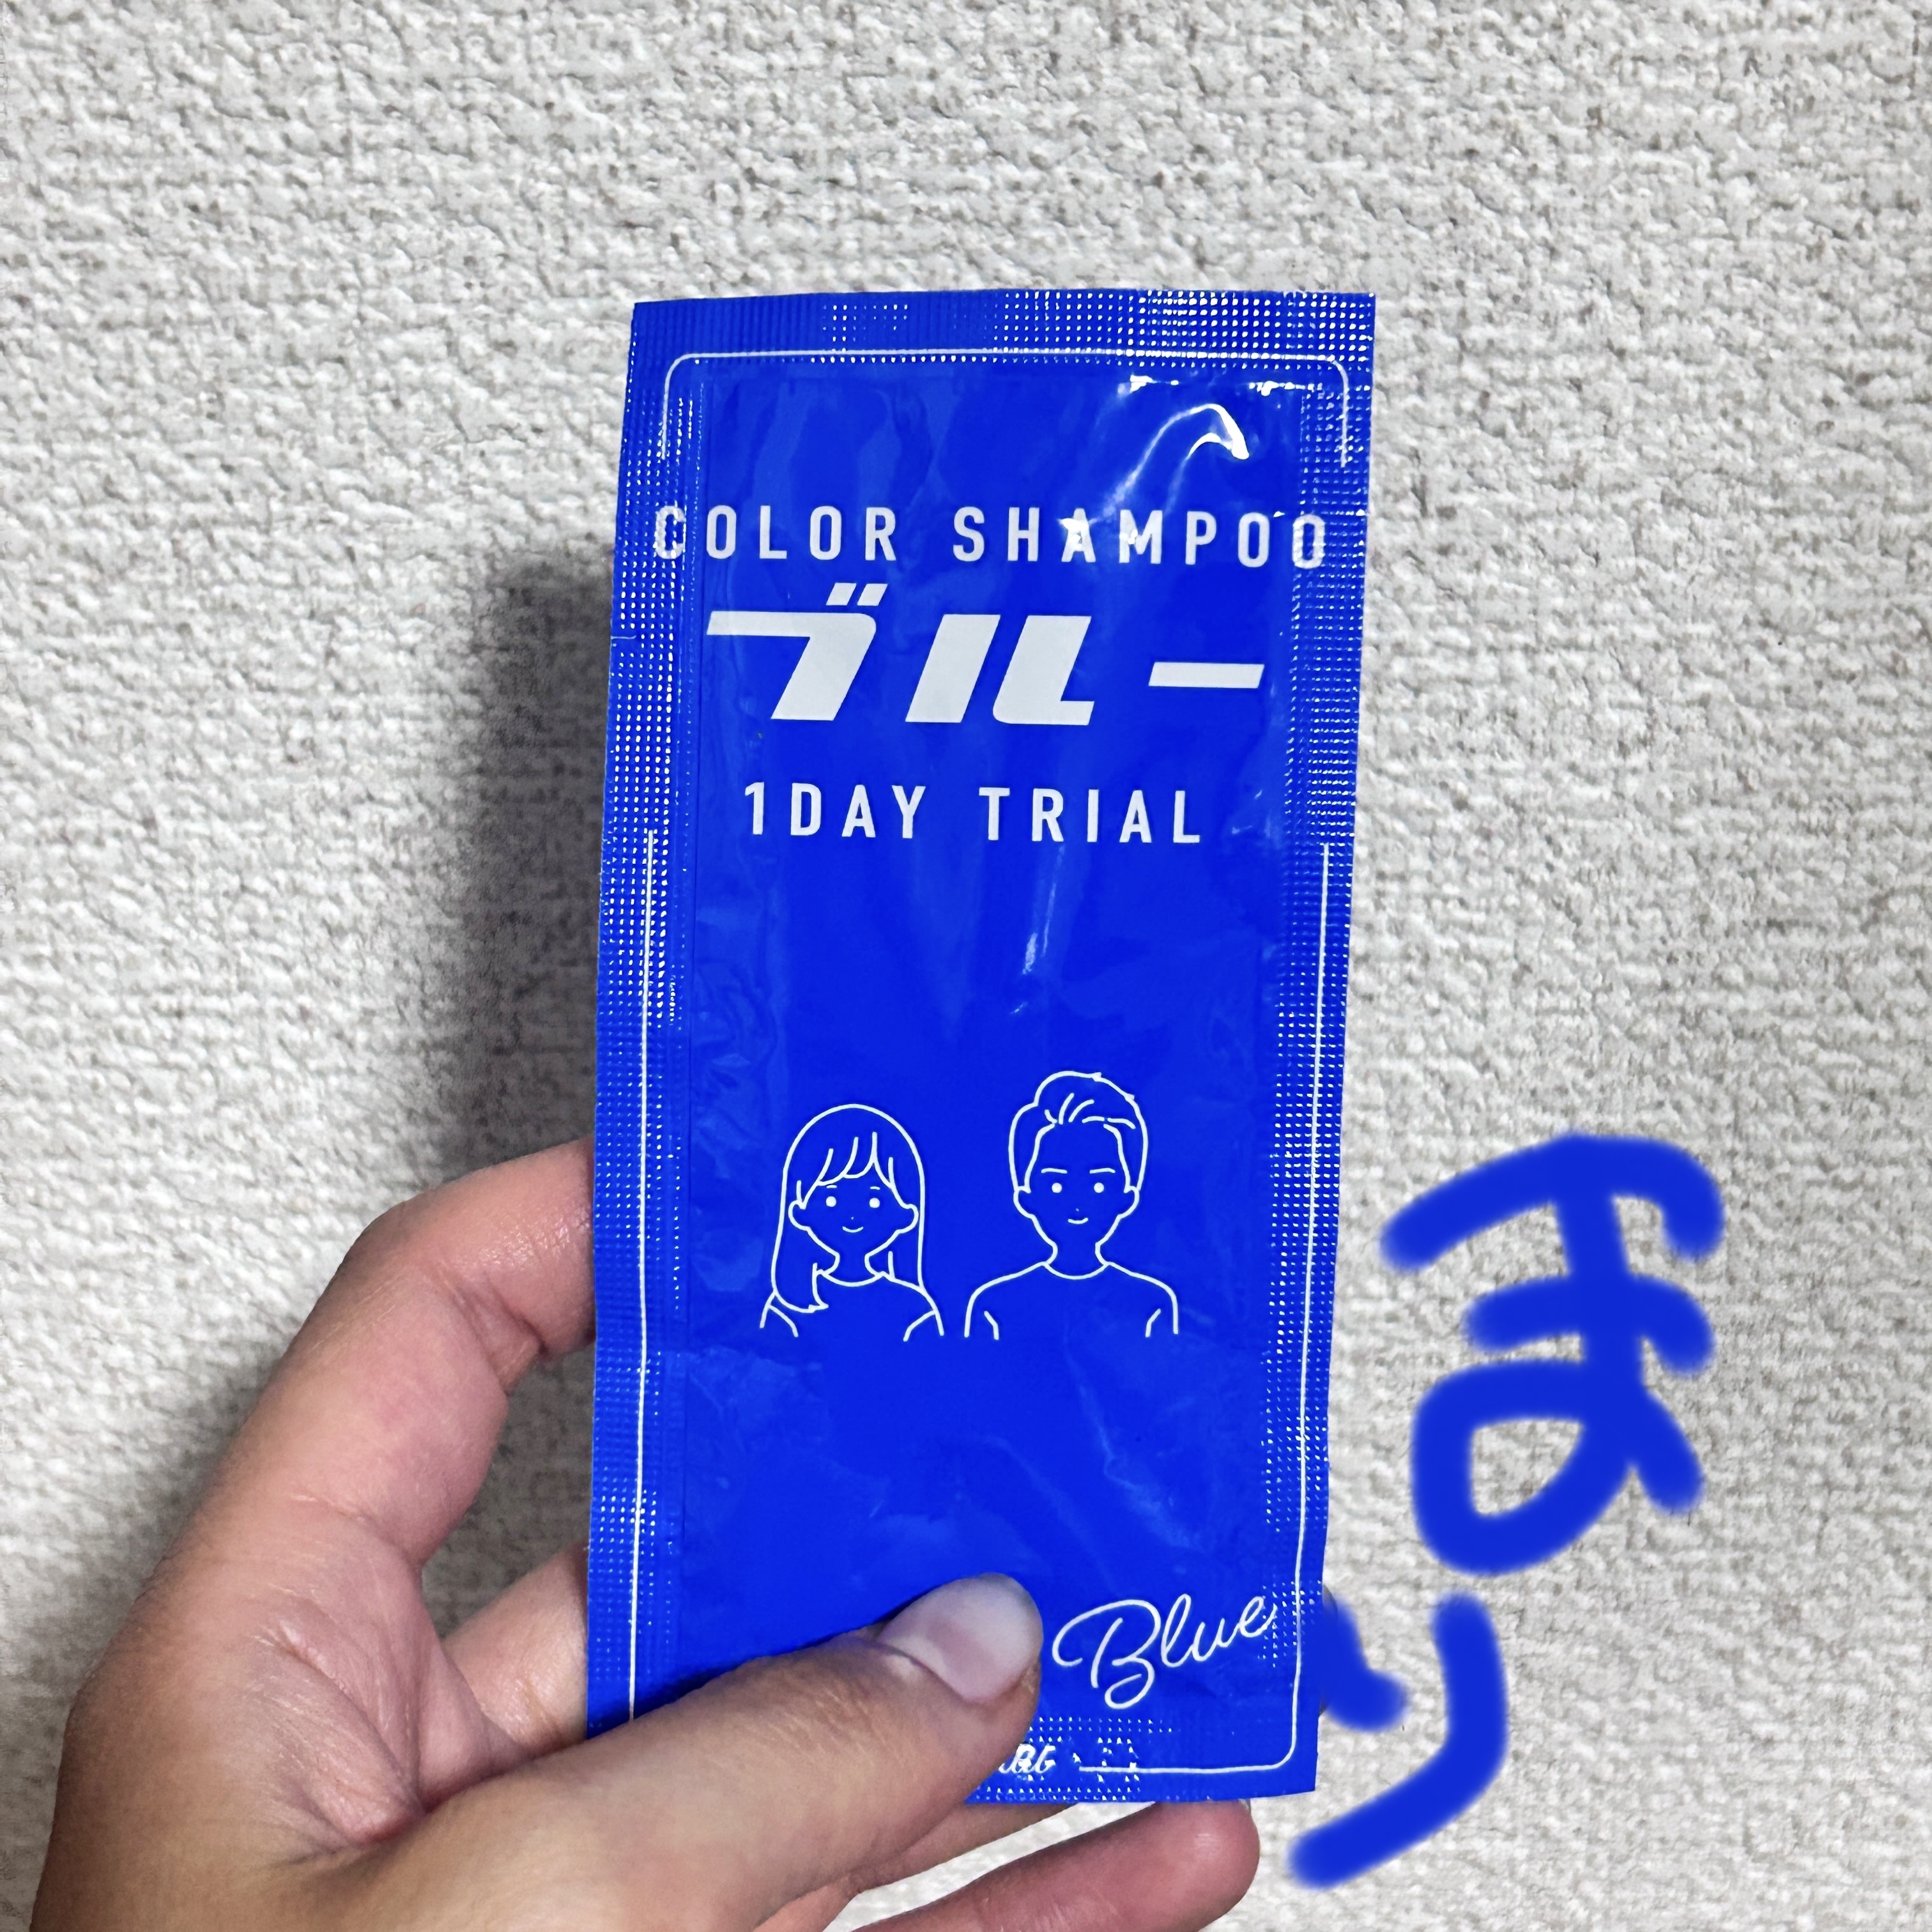 COLOR SHAMPOO
ブルー
1DAY TRIAL
Blue
まり